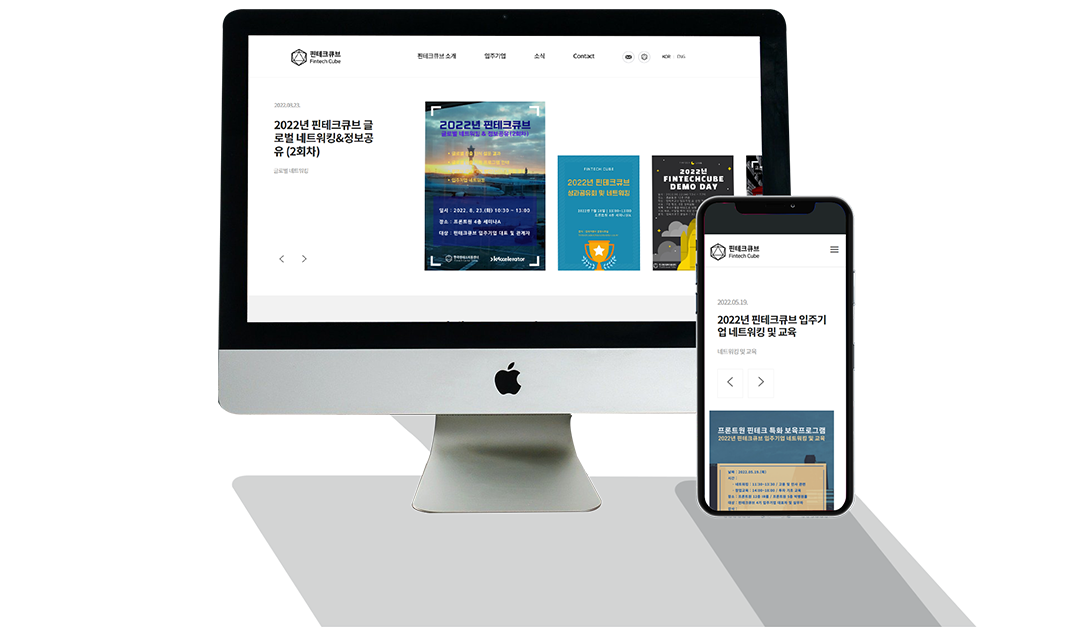 핀테크큐브
Fintech Cube
핀테크큐브 소개
입주기업
소식
Contact
KOR
ENG
2022.08.23.
2022년 핀테크큐브 글
로벌 네트워킹&정보공
유 (2회차)
글로벌 네트워킹
2022년 핀테크큐브
글로벌 네트워킹 & 정보공유(2회차)
일시 : 2022. 8. 23.(화) 10:30 ~ 13:00
장소 : 프론트원 4층 세미나A
대상 : 핀테크큐브 입주기업 대표 및 관계자
FINTECH CUBE
2022년 핀테크큐브
성과공유회 및 네트워킹
2022년
FINTECHCUBE
DEMO DAY
핀테크큐브
Fintech Cube
2022.05.19.
2022년 핀테크큐브 입주기
업 네트워킹 및 교육
네트워킹 및 교육
프론트원 핀테크 특화 보육프로그램
2022년 핀테크큐브 입주기업 네트워킹 및 교육